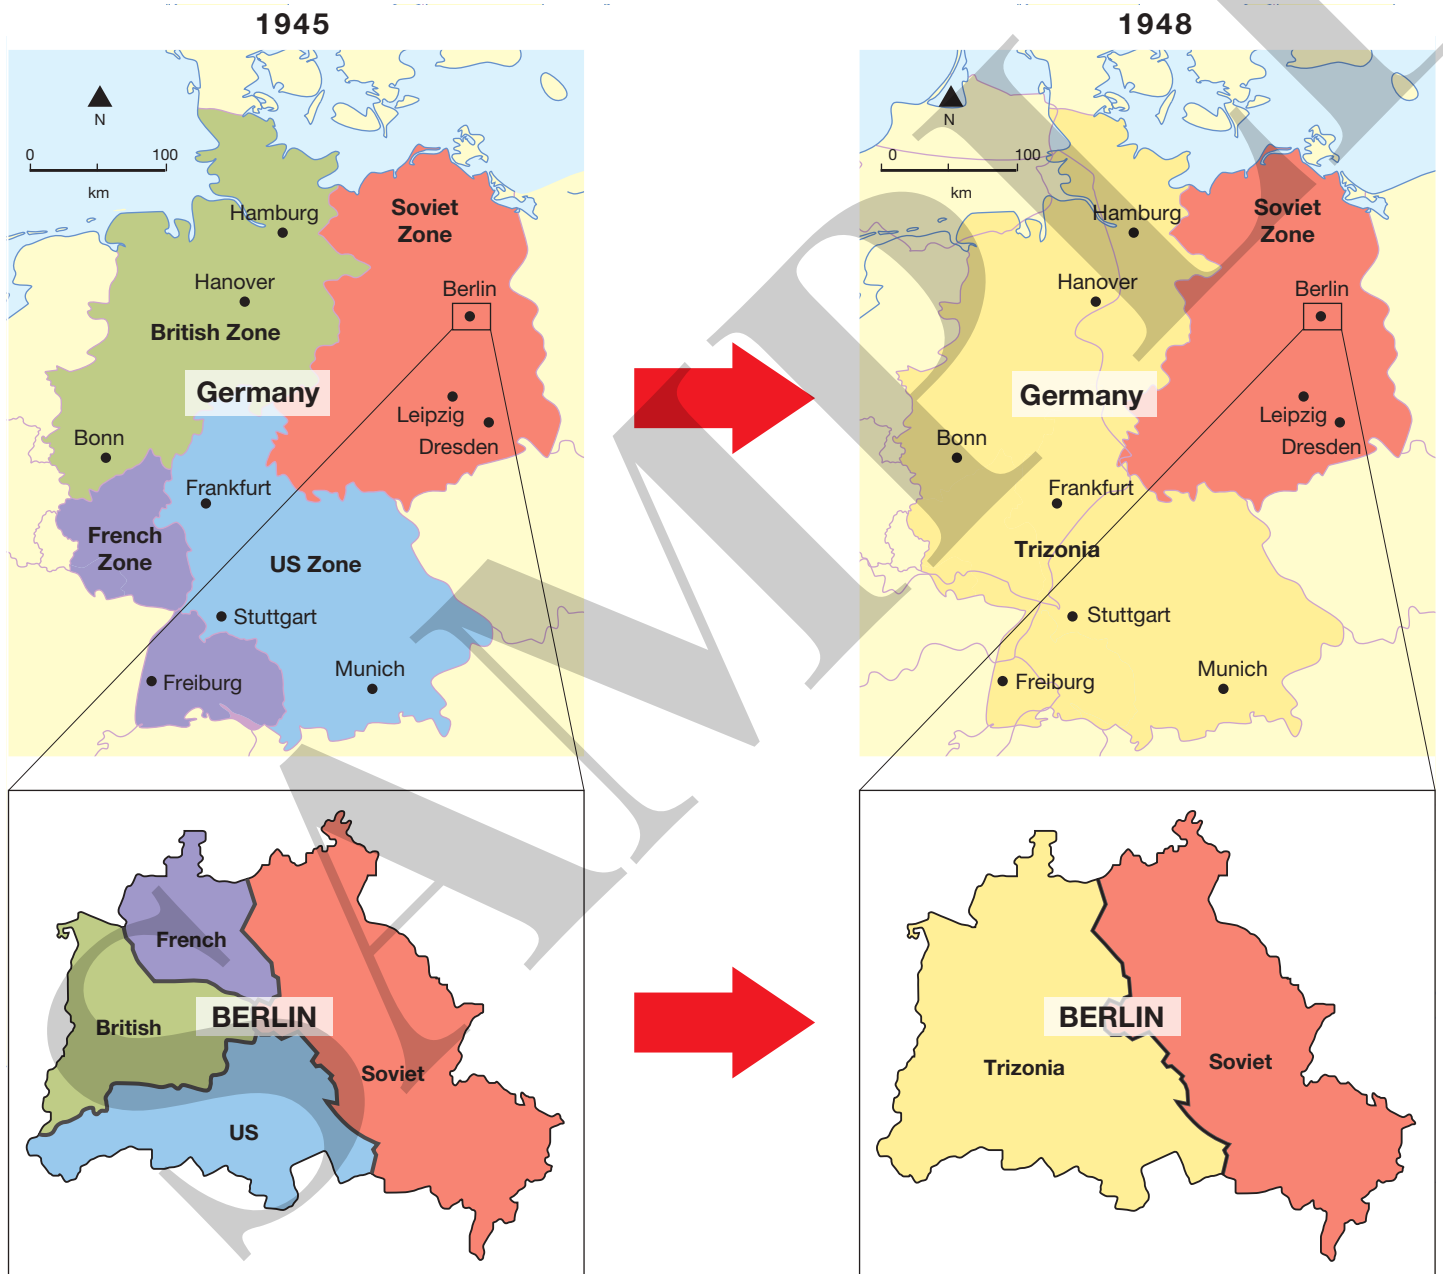 1945
N
0 100
km
Hamburg
Soviet
Zone
Hanover
Berlin
British Zone
Germany
Leipzig
Dresden
Bonn
Frankfurt
French
Zone
US Zone
Stuttgart
Munich
Freiburg
French
British
BERLIN
Soviet
US
1948
N
0 100
km
Hamburg
Soviet
Zone
Hanover
Berlin
Germany
Leipzig
Dresden
Bonn
Frankfurt
Trizonia
Stuttgart
Munich
Freiburg
BERLIN
Trizonia
Soviet
SAMPLE